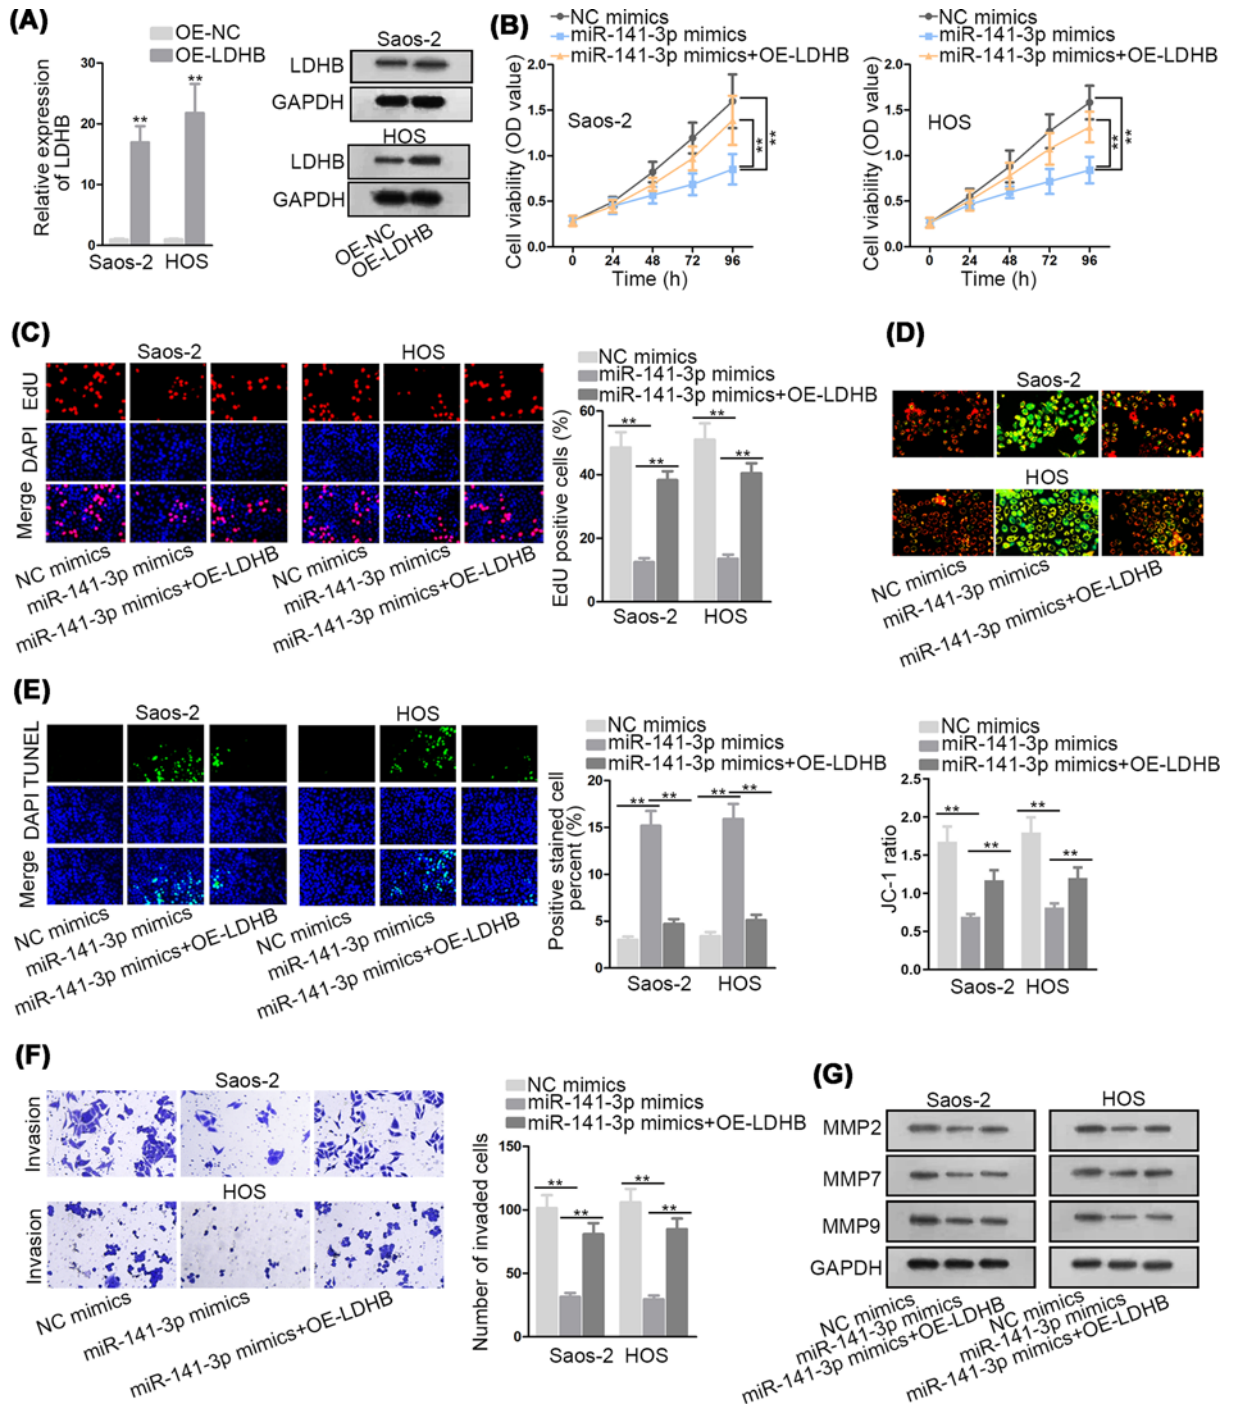 (A)
OE-NC
OE-LDHB
Relative expression
of LDHB
30
20
10
0
**
**
Saos-2 HOS
Saos-2
LDHB
GAPDH
HOS
LDHB
GAPDH
OE-NC
OE-LDHB
(B)
NC mimics
miR-141-3p mimics
miR-141-3p mimics+OE-LDHB
Cell viability (OD value)
2.0
1.5
1.0
0.5
0.0
Saos-2
**
**
0 24 48 72 96
Time (h)
NC mimics
miR-141-3p mimics
miR-141-3p mimics+OE-LDHB
Cell viability (OD value)
2.0
1.5
1.0
0.5
0.0
HOS
**
**
0 24 48 72 96
Time (h)
(C)
Saos-2
HOS
EdU
DAPI
Merge
NC mimics
miR-141-3p mimics
miR-141-3p mimics+OE-LDHB
NC mimics
miR-141-3p mimics
miR-141-3p mimics+OE-LDHB
NC mimics
miR-141-3p mimics
miR-141-3p mimics+OE-LDHB
EdU positive cells (%)
60
40
20
0
**
**
**
**
Saos-2 HOS
(D)
Saos-2
HOS
NC mimics
miR-141-3p mimics
miR-141-3p mimics+OE-LDHB
(E)
Saos-2
HOS
TUNEL
DAPI
Merge
NC mimics
miR-141-3p mimics
miR-141-3p mimics+OE-LDHB
NC mimics
miR-141-3p mimics
miR-141-3p mimics+OE-LDHB
NC mimics
miR-141-3p mimics
miR-141-3p mimics+OE-LDHB
Positive stained cell
percent (%)
20
15
10
5
0
** **
** **
Saos-2 HOS
NC mimics
miR-141-3p mimics
miR-141-3p mimics+OE-LDHB
JC-1 ratio
2.5
2.0
1.5
1.0
0.5
0.0
**
**
**
**
Saos-2 HOS
(F)
Saos-2
Invasion
HOS
Invasion
NC mimics
miR-141-3p mimics
miR-141-3p mimics+OE-LDHB
NC mimics
miR-141-3p mimics
miR-141-3p mimics+OE-LDHB
Number of invaded cells
150
100
50
0
**
**
**
**
Saos-2 HOS
(G)
Saos-2
HOS
MMP2
MMP7
MMP9
GAPDH
NC mimics
miR-141-3p mimics
miR-141-3p mimics+OE-LDHB
NC mimics
miR-141-3p mimics
miR-141-3p mimics+OE-LDHB